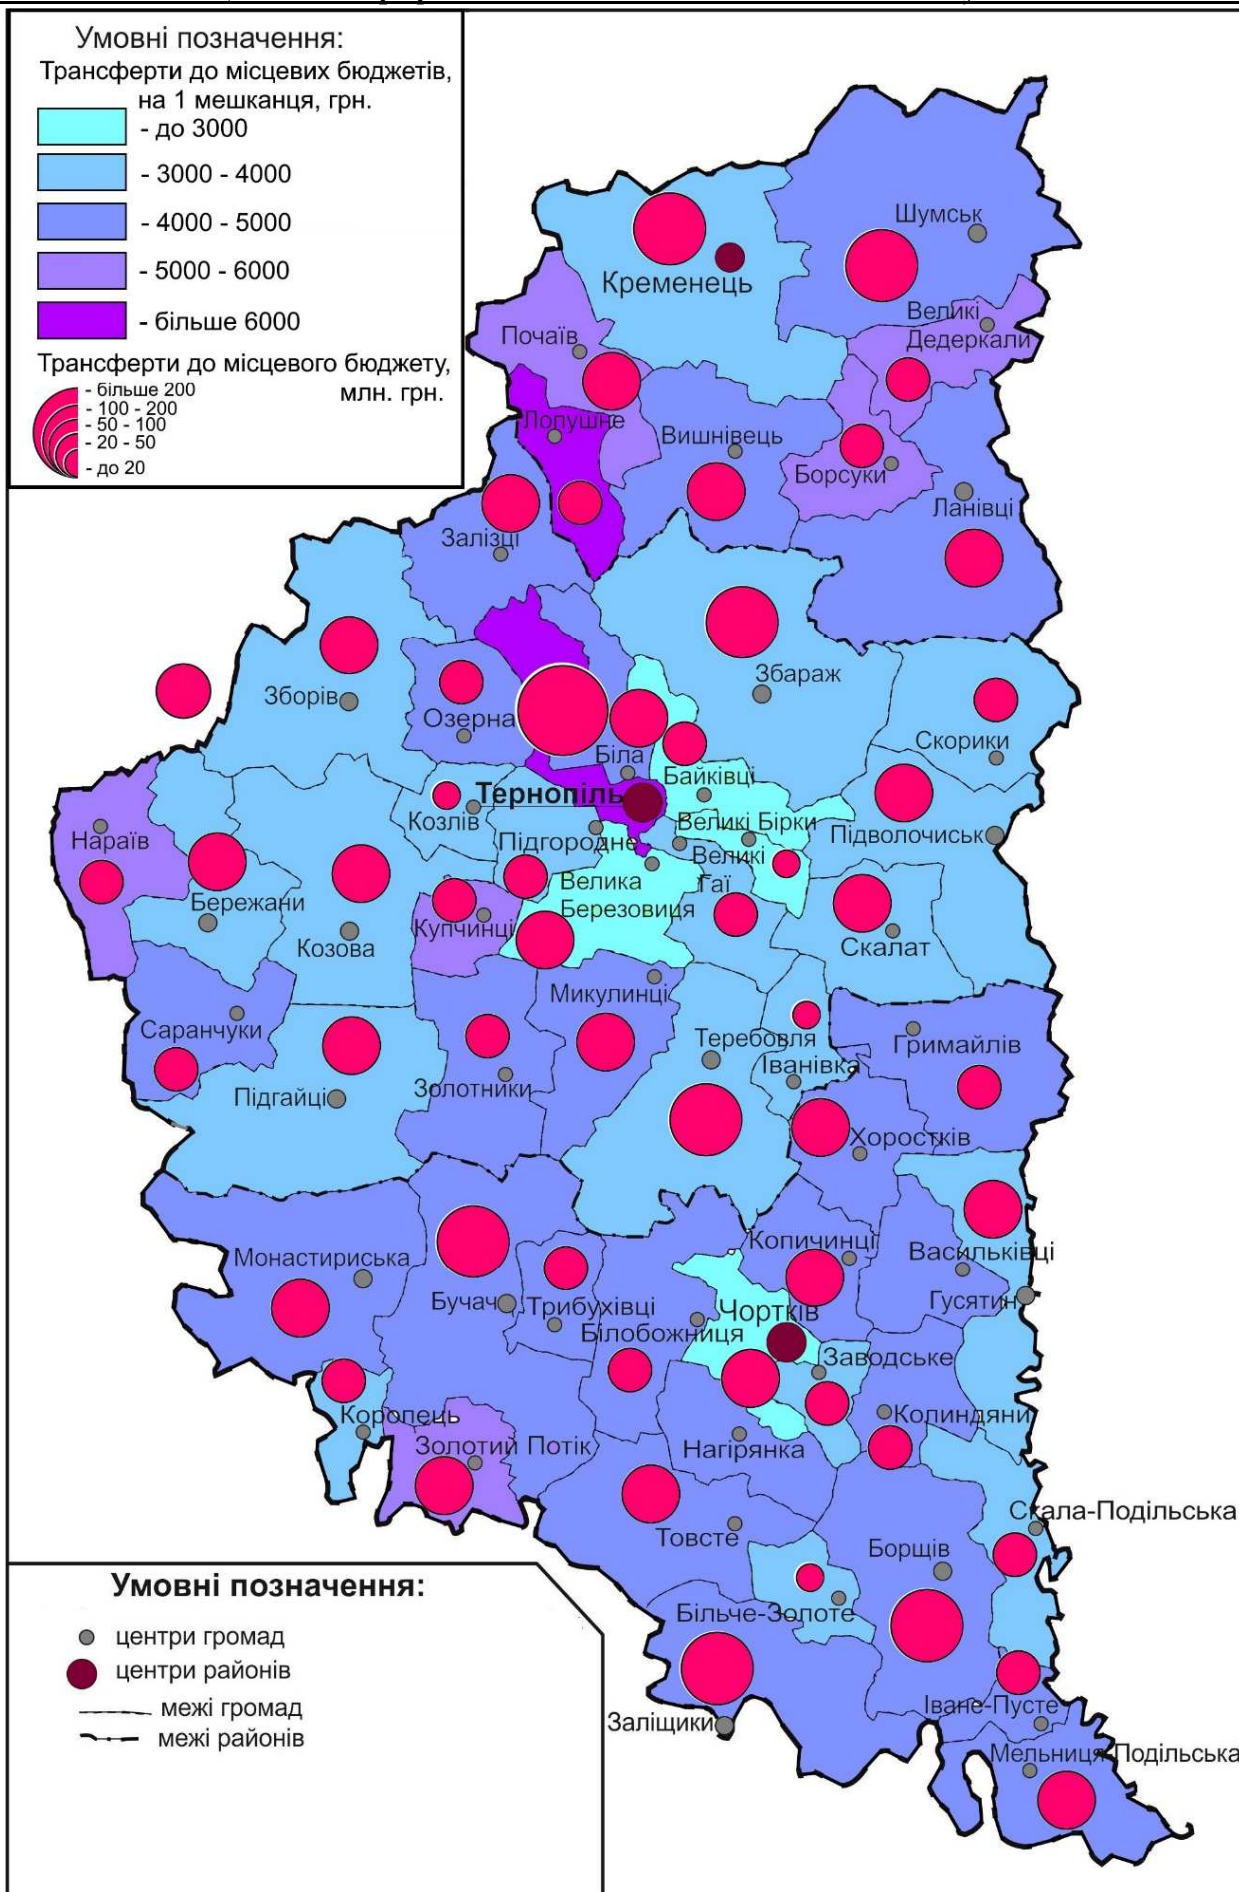 Умовні позначення:
Трансферти до місцевих бюджетів,
на 1 мешканця, грн.
- до 3000
- 3000 - 4000
- 4000 - 5000
- 5000 - 6000
- більше 6000
Трансферти до місцевого бюджету,
млн. грн.
- більше 200
- 100 - 200
- 50 - 100
- 20 - 50
- до 20
Шумськ
Кременець
Великі
Дедеркали
Почаїв
Лопушне
Вишнівець
Борсуки
Ланівці
Залізці
Збараж
Зборів
Озерна
Скорики
Біла
Байківці
Тернопіль
Козлів
Великі Бірки
Підволочиськ
Підгородне
Нараїв
Великі
Гаї
Велика
Березовиця
Бережани
Купчинці
Козова
Скалат
Микулинці
Саранчуки
Теребовля
Гримайлів
Іванівка
Золотники
Підгайці
Хоростків
Копичинці
Васильківці
Монастириська
Бучач
Трибухівці
Гусятин
Чортків
Білобожниця
Заводське
Коропець
Колиндяни
Золотий Потік
Нагірянка
Скала-Подільська
Товсте
Борщів
Більче-Золоте
Іване-Пусте
Заліщики
Мельниця-Подільська
Умовні позначення:
центри громад
центри районів
межі громад
межі районів